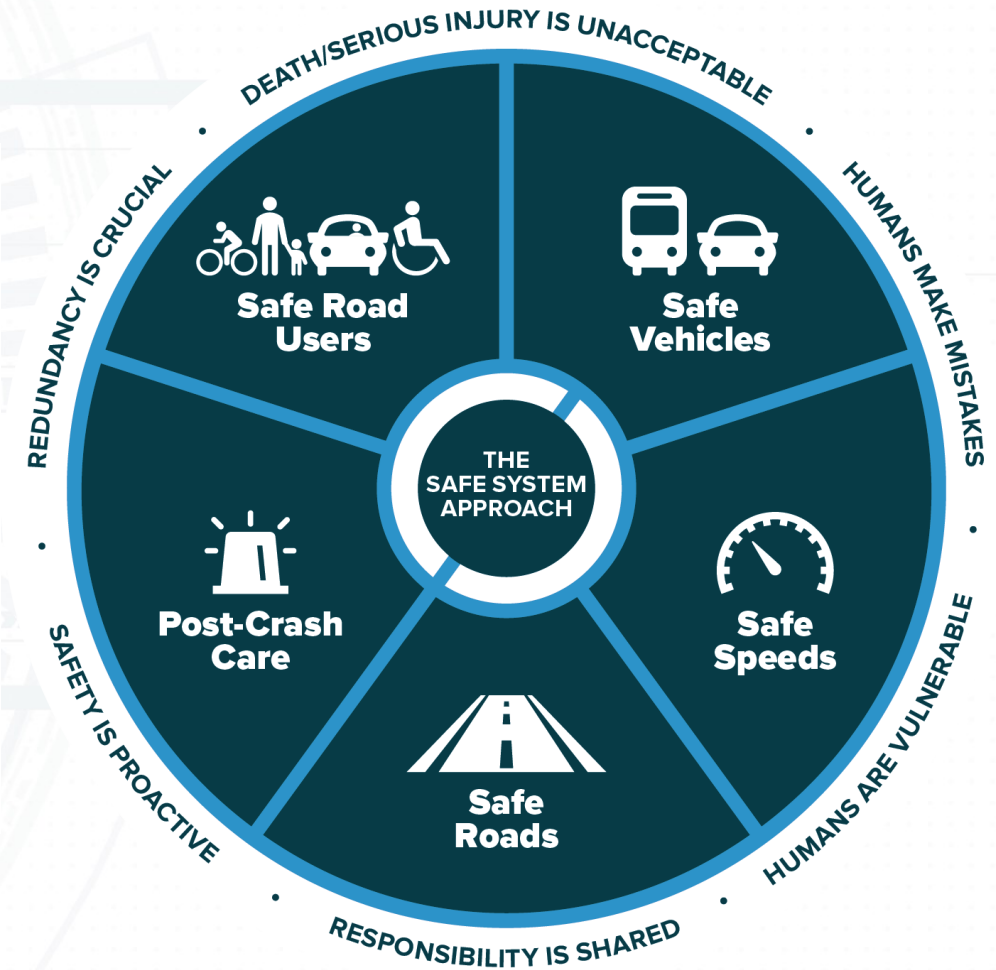 DEATH/SERIOUS INJURY IS UNACCEPTABLE
HUMANS MAKE MISTAKES
HUMANS ARE VULNERABLE
RESPONSIBILITY IS SHARED
SAFETY IS PROACTIVE
REDUNDANCY IS CRUCIAL
Safe Road
Users
Safe
Vehicles
THE
SAFE SYSTEM
APPROACH
Post-Crash
Care
Safe
Speeds
Safe
Roads